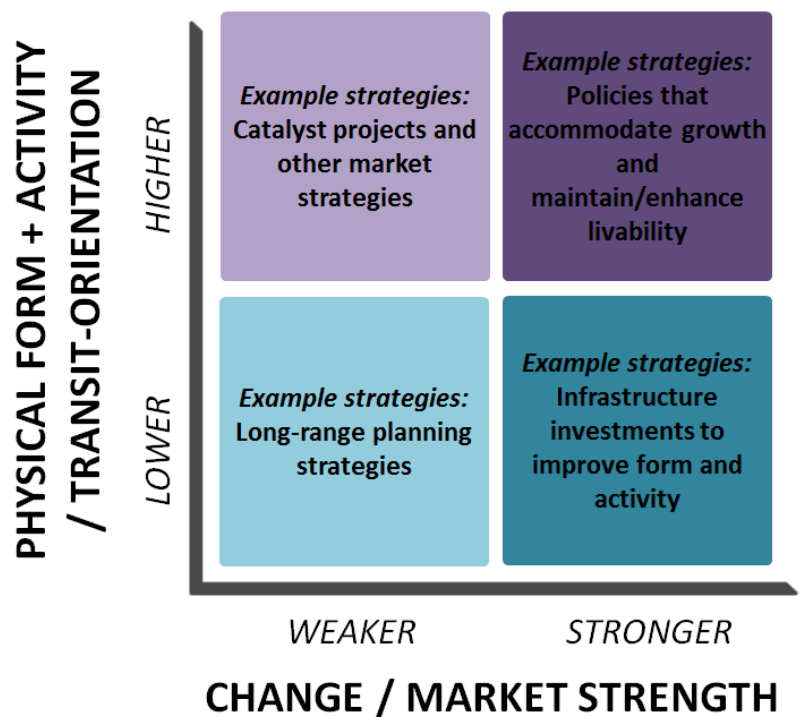 PHYSICAL FORM + ACTIVITY
/ TRANSIT-ORIENTATION
HIGHER
Example strategies:
Catalyst projects and
other market
strategies
Example strategies:
Policies that
accommodate growth
and
maintain/enhance
livability
LOWER
Example strategies:
Long-range planning
strategies
Example strategies:
Infrastructure
investments to
improve form and
activity
WEAKER
STRONGER
CHANGE / MARKET STRENGTH